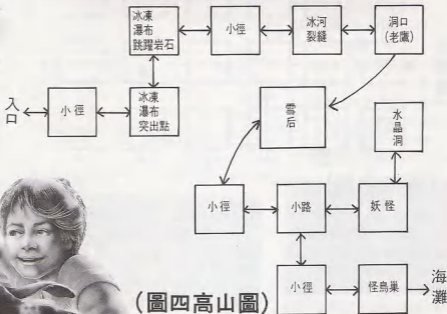 冰凍
瀑布
跳躍岩石
小徑
冰河
裂縫
洞口
(老鷹)
入口
小徑
冰凍
瀑布
突出點
雪后
水晶洞
小徑
小路
妖怪
小徑
怪鳥巢
海灘
(圖四高山圖)